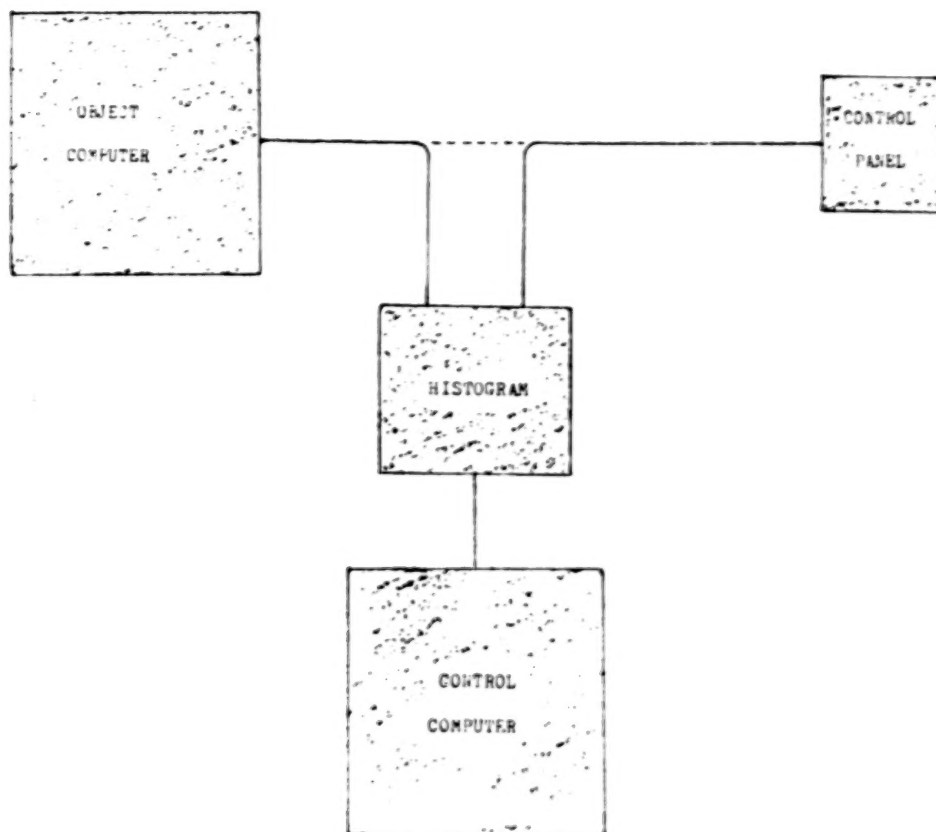 OBJECT
COMPUTER
CONTROL
PANEL
HISTOGRAM
CONTROL
COMPUTER